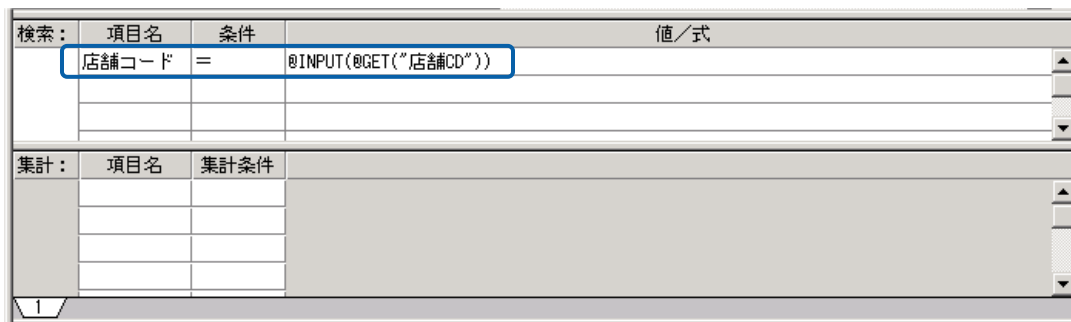 検索： 項目名 条件 値／式
店舗コード ＝ @INPUT(@GET("店舗CD"))
集計： 項目名 集計条件
1